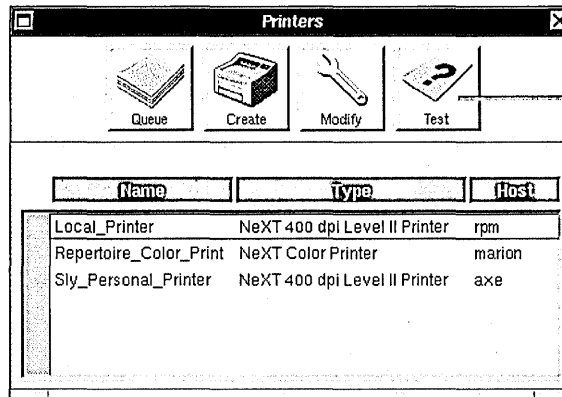 Printers
Queue Create Modify Test
Name Type Host
Local_Printer NeXT 400 dpi Level II Printer rpm
Repertoire_Color_Print NeXT Color Printer marion
Sly_Personal_Printer NeXT 400 dpi Level II Printer axe